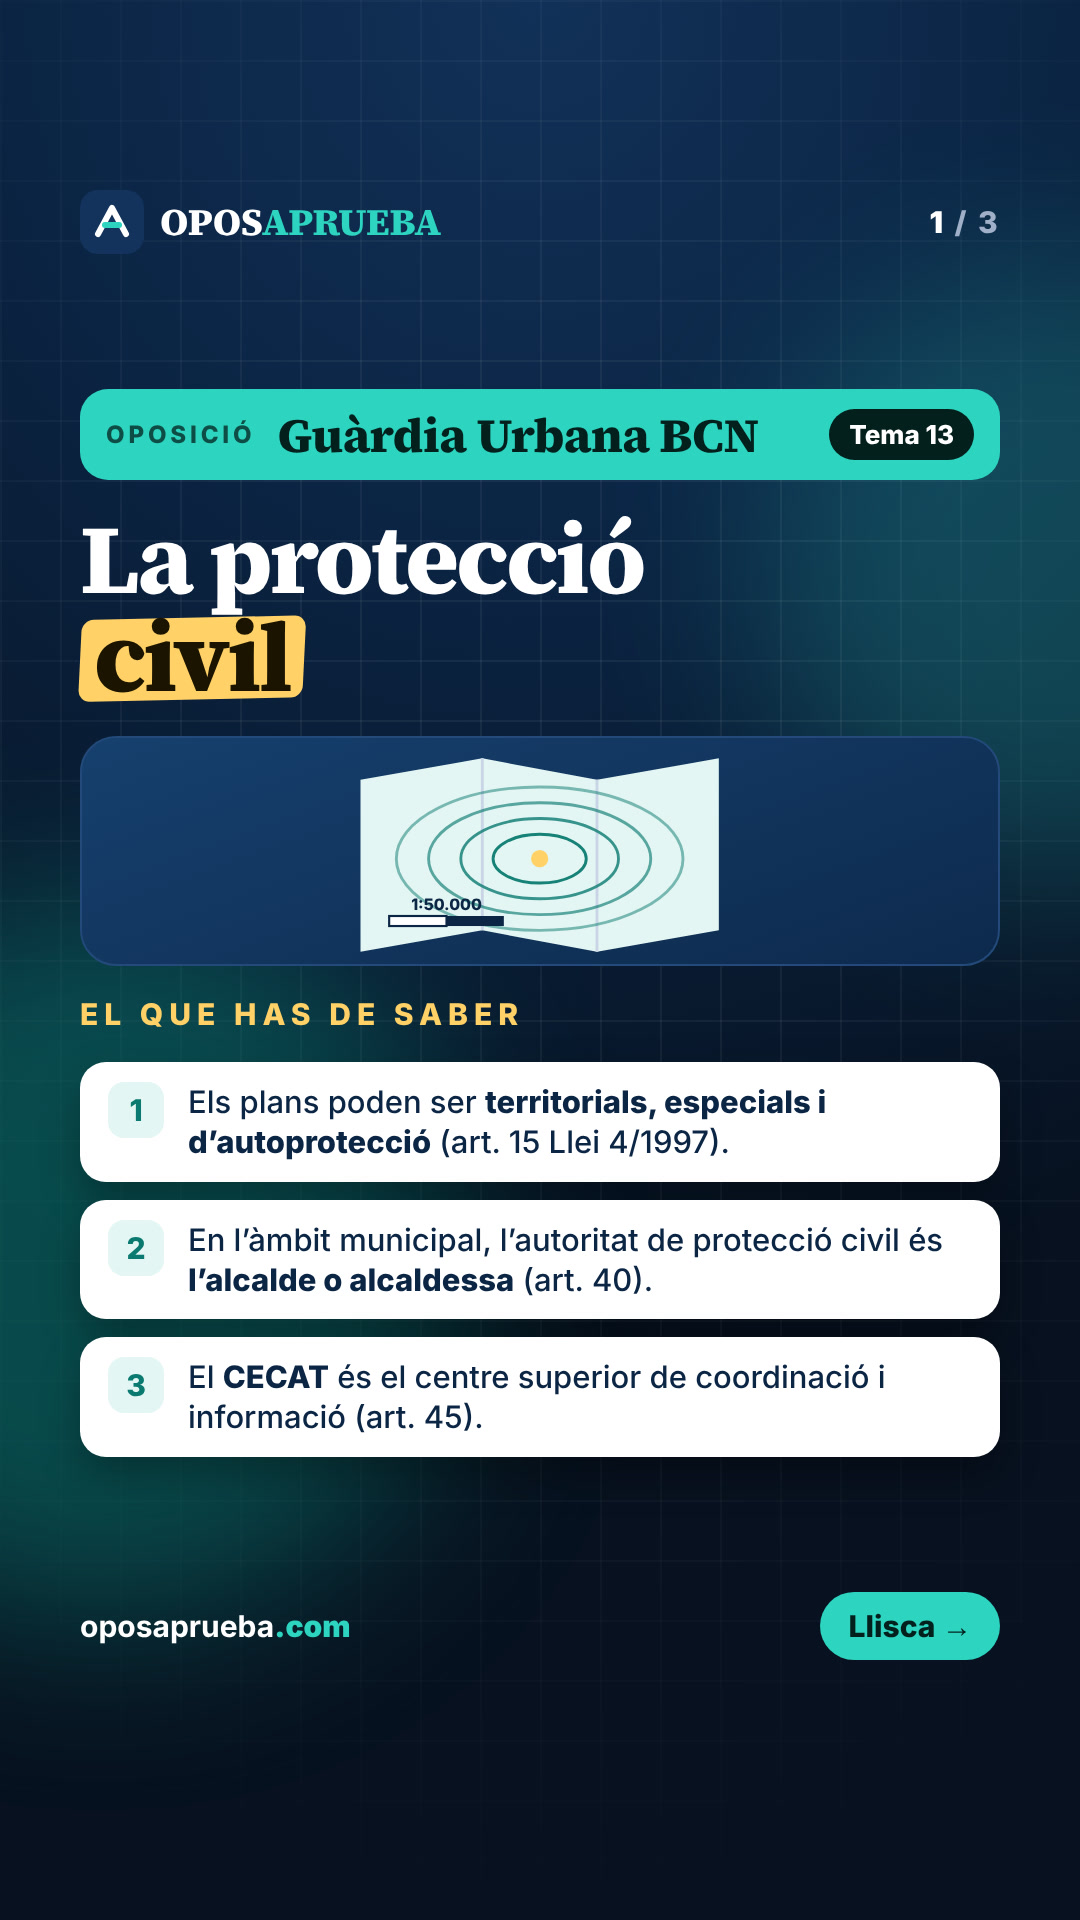 OPOSAPRUEBA
1 / 3
OPOSICIÓ Guàrdia Urbana BCN Tema 13
La protecció
civil
1:50.000
EL QUE HAS DE SABER
1 Els plans poden ser territorials, especials i
d’autoprotecció (art. 15 Llei 4/1997).
2 En l’àmbit municipal, l’autoritat de protecció civil és
l’alcalde o alcaldessa (art. 40).
3 El CECAT és el centre superior de coordinació i
informació (art. 45).
oposaprueba.com
Llisca →